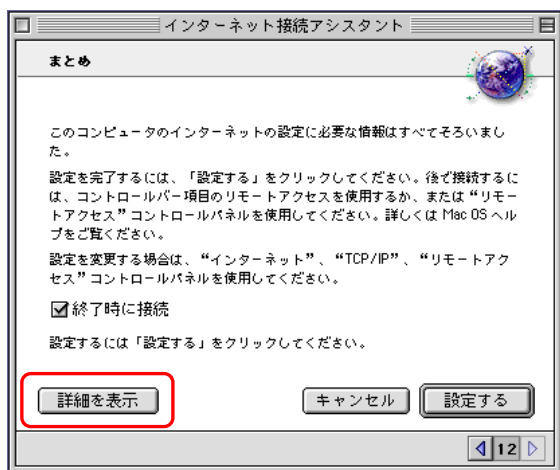 インターネット接続アシスタント
まとめ
このコンピュータのインターネットの設定に必要な情報はすべてそろいまし
た。
設定を完了するには、「設定する」をクリックしてください。後で接続するに
は、コントロールバー項目のリモートアクセスを使用するか、または“リモー
トアクセス”コントロールパネルを使用してください。詳しくは Mac OS ヘル
プをご覧ください。
設定を変更する場合は、“インターネット”、“TCP/IP”、“リモートアク
セス”コントロールパネルを使用してください。
終了時に接続
設定するには「設定する」をクリックしてください。
詳細を表示 キャンセル 設定する
12